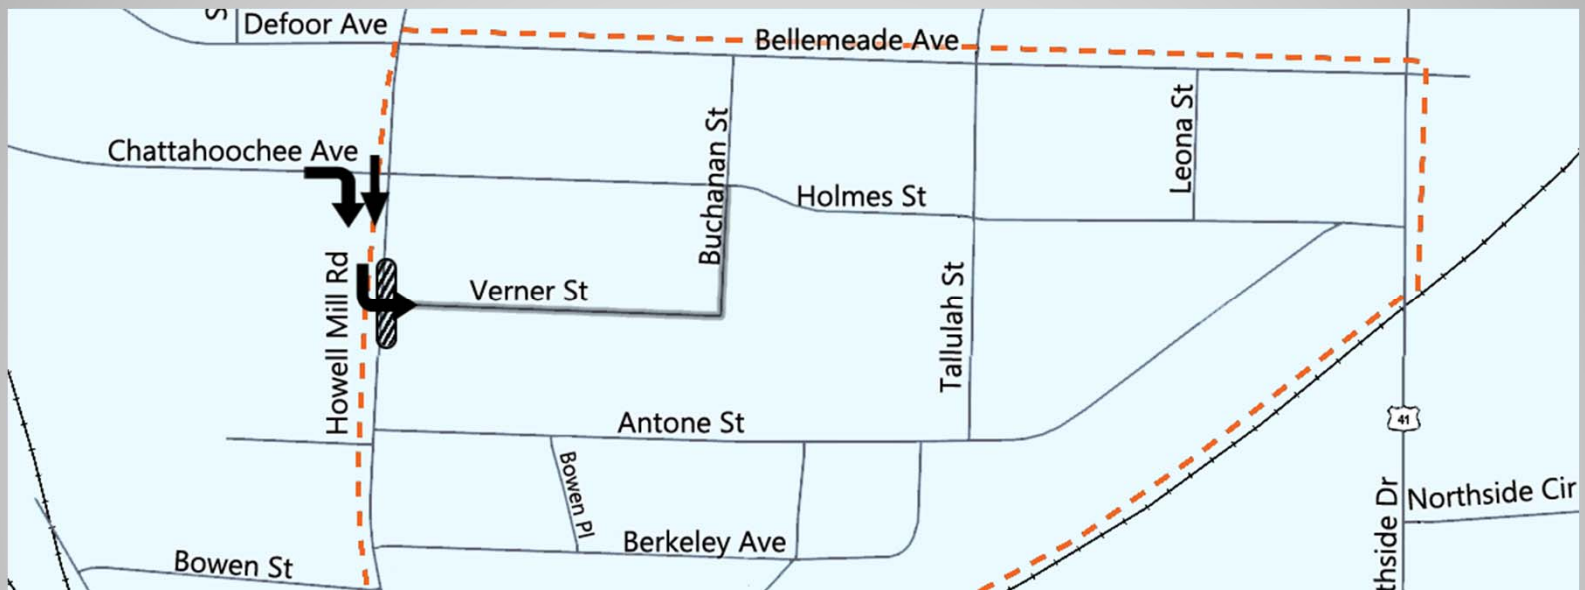 S
Defoor Ave
Bellemeade Ave
Chattahoochee Ave
Buchanan St
Leona St
Holmes St
Howell Mill Rd
Verner St
Tallulah St
Antone St
41
Bowen Pl
Northside Cir
thside Dr
Berkeley Ave
Bowen St